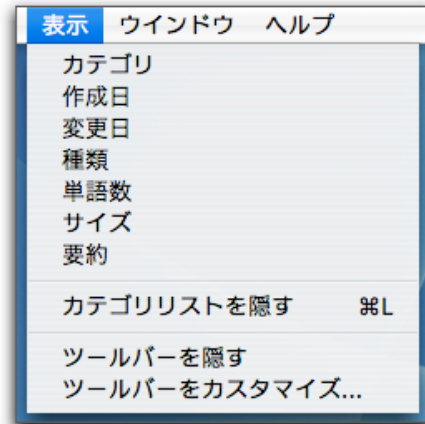 表示 ウインドウ ヘルプ
カテゴリ
作成日
変更日
種類
単語数
サイズ
要約
カテゴリリストを隠す ⌘L
ツールバーを隠す
ツールバーをカスタマイズ...